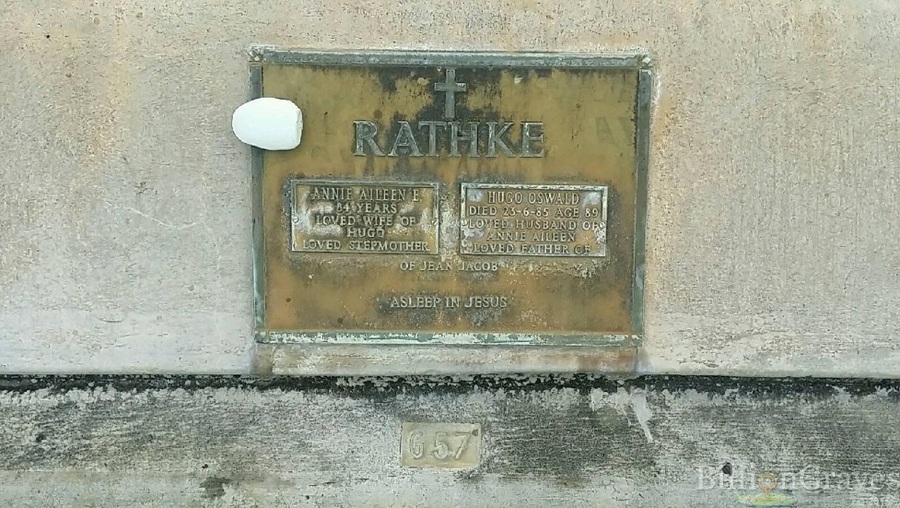 RATHKE
ANNIE AILEEN E.
84 YEARS
LOVED WIFE OF
HUGO
LOVED STEPMOTHER
HUGO OSWALD
DIED 23-6-85 AGE 89
LOVED HUSBAND OF
ANNIE AILEEN
LOVED FATHER OF
OF JEAN JACOB
ASLEEP IN JESUS
G 57
BillionGraves